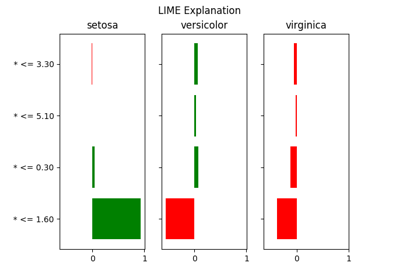 LIME Explanation
setosa versicolor virginica
* <= 3.30
* <= 5.10
* <= 0.30
* <= 1.60
0 1 0 1 0 1